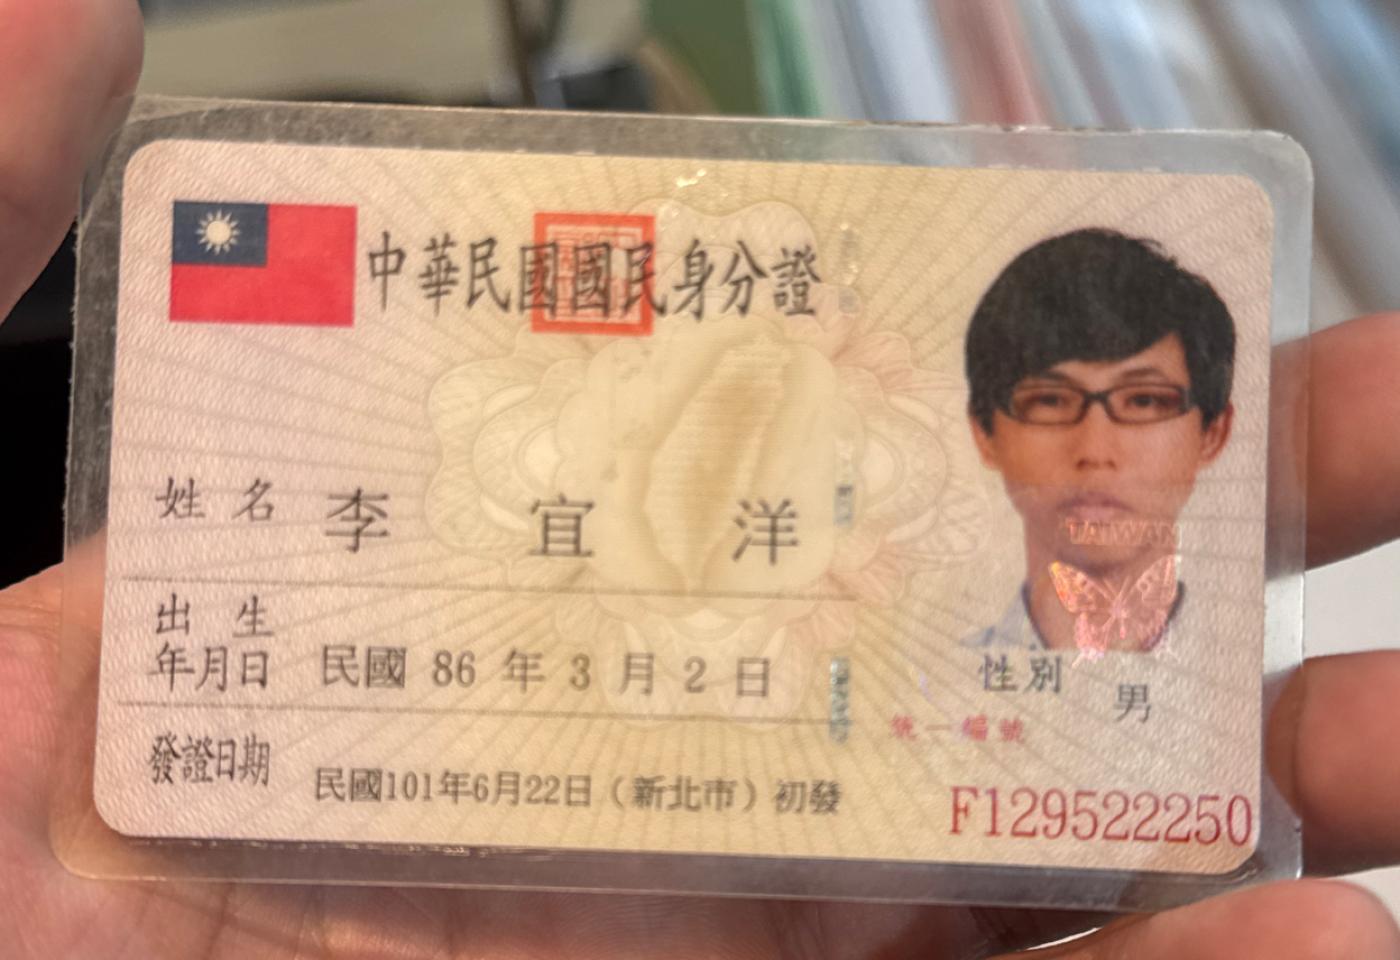 中華民國國民身分證
姓名 李宜洋
出生年月日 民國 86 年 3 月 2 日
發證日期 民國101年6月22日（新北市）初發
TAIWAN
性別 男
統一編號
F129522250